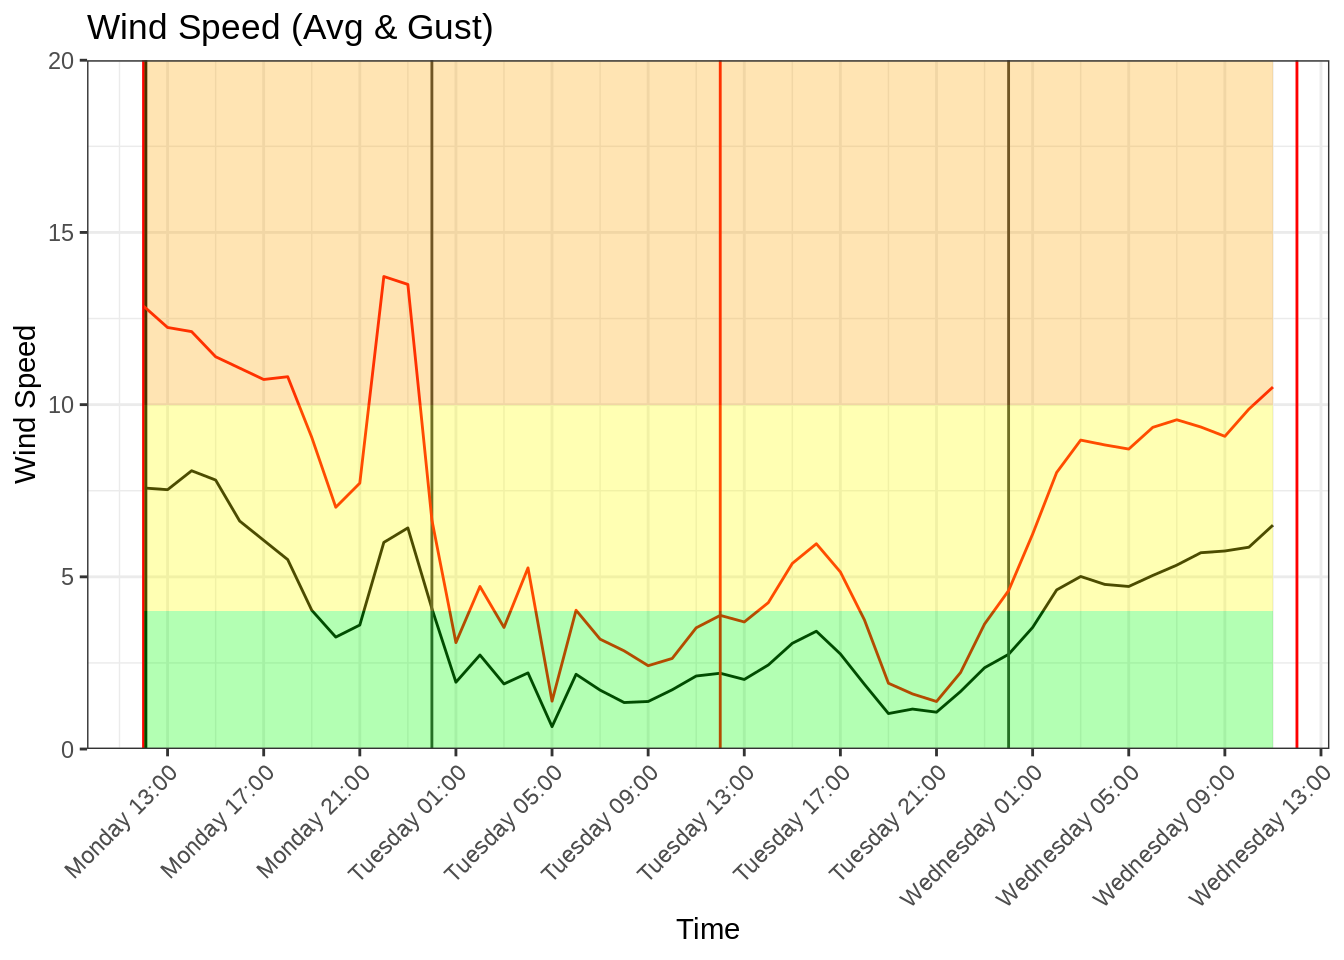 Wind Speed (Avg & Gust)
20
15
10
5
0
Wind Speed
Monday 13:00
Monday 17:00
Monday 21:00
Tuesday 01:00
Tuesday 05:00
Tuesday 09:00
Tuesday 13:00
Tuesday 17:00
Tuesday 21:00
Wednesday 01:00
Wednesday 05:00
Wednesday 09:00
Wednesday 13:00
Time